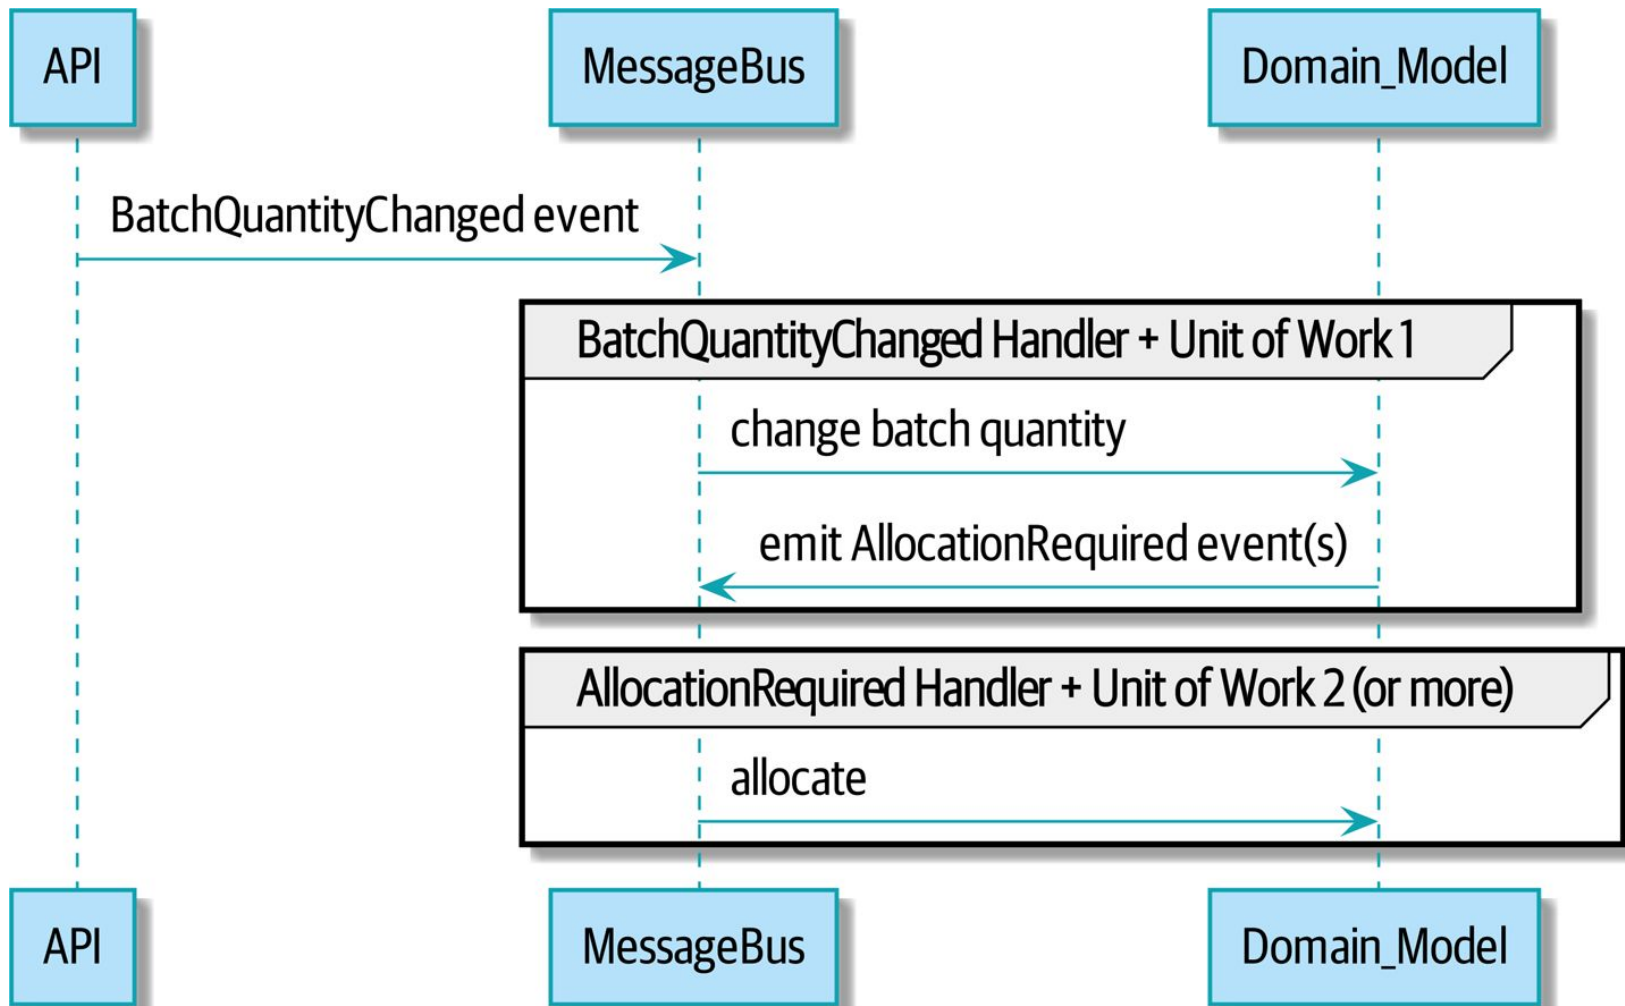 API
MessageBus
Domain_Model
BatchQuantityChanged event
BatchQuantityChanged Handler + Unit of Work 1
change batch quantity
emit AllocationRequired event(s)
AllocationRequired Handler + Unit of Work 2 (or more)
allocate
API
MessageBus
Domain_Model